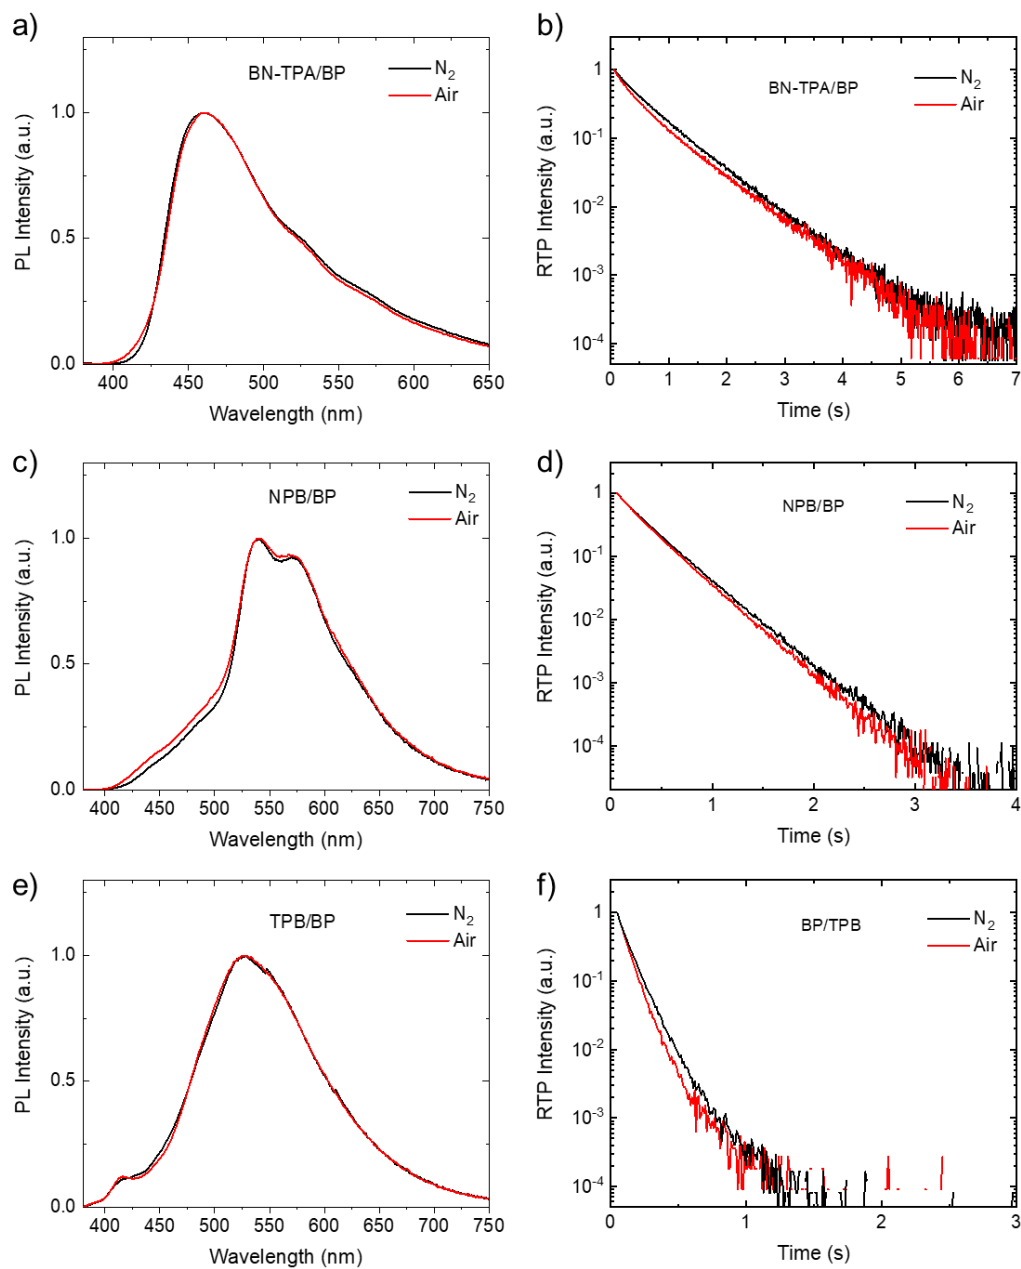 a)
BN-TPA/BP
N2
Air
PL Intensity (a.u.)
1.0
0.5
0.0
400 450 500 550 600 650
Wavelength (nm)
b)
BN-TPA/BP
N2
Air
RTP Intensity (a.u.)
1
10-1
10-2
10-3
10-4
0 1 2 3 4 5 6 7
Time (s)
c)
NPB/BP
N2
Air
PL Intensity (a.u.)
1.0
0.5
0.0
400 450 500 550 600 650 700 750
Wavelength (nm)
d)
NPB/BP
N2
Air
RTP Intensity (a.u.)
1
10-1
10-2
10-3
10-4
0 1 2 3 4
Time (s)
e)
TPB/BP
N2
Air
PL Intensity (a.u.)
1.0
0.5
0.0
400 450 500 550 600 650 700 750
Wavelength (nm)
f)
BP/TPB
N2
Air
RTP Intensity (a.u.)
1
10-1
10-2
10-3
10-4
0 1 2 3
Time (s)